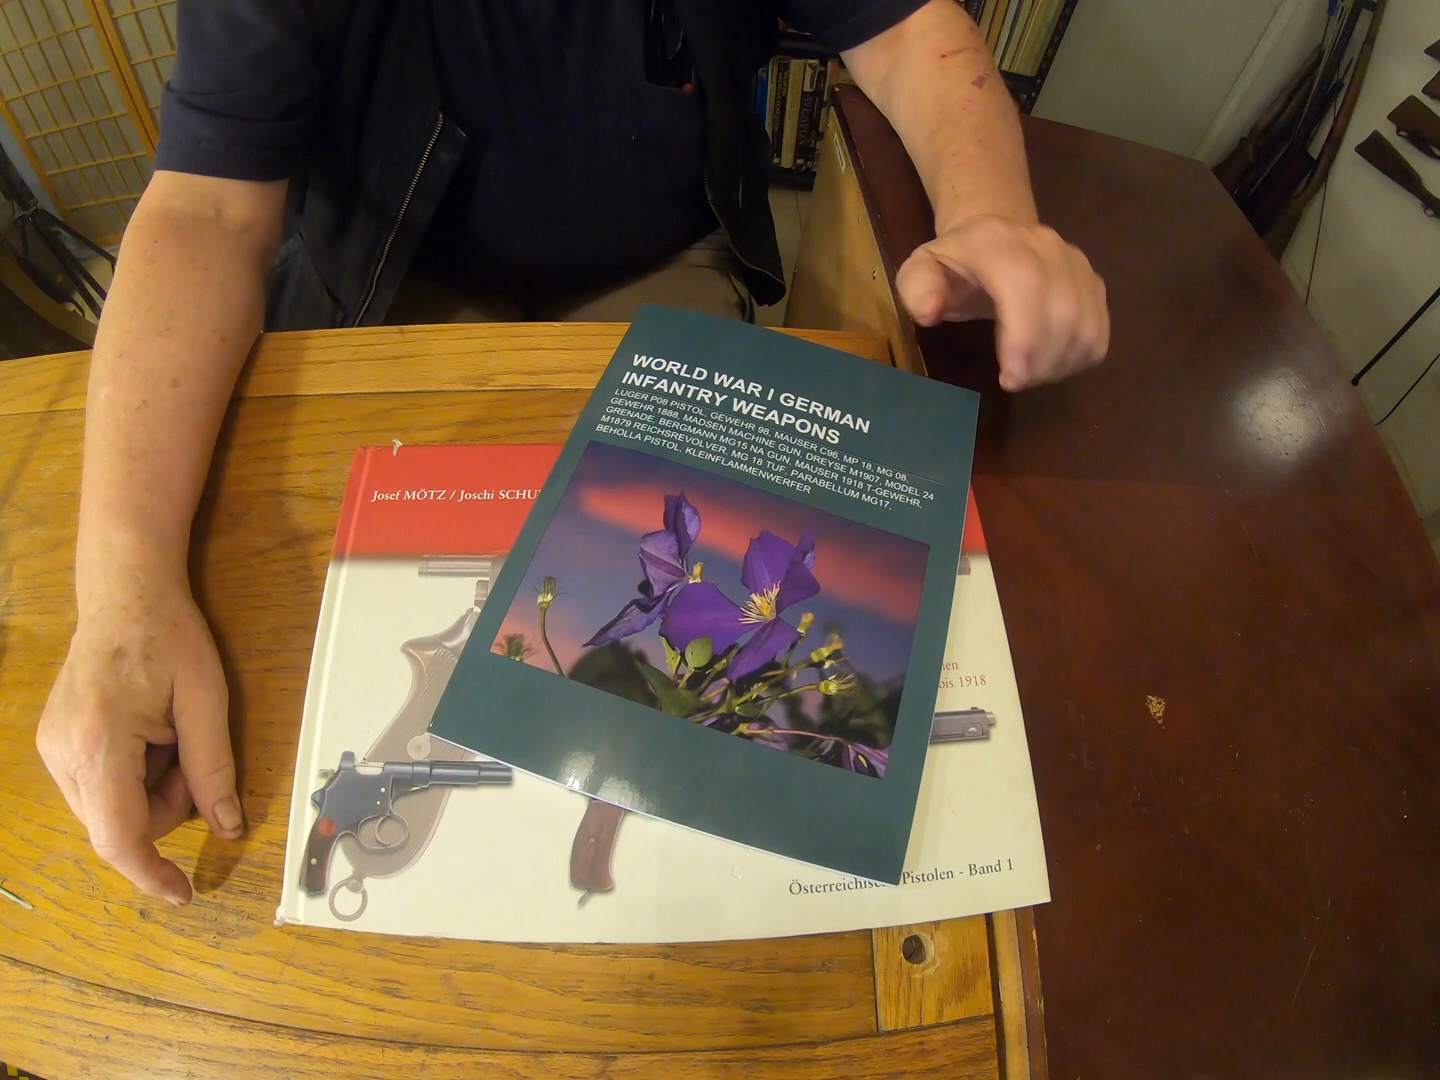 WORLD WAR I GERMAN
INFANTRY WEAPONS
LUGER P08 PISTOL, GEWEHR 98, MAUSER C96, MP 18, MG 08,
GEWEHR 1888, MADSEN MACHINE GUN, DREYSE M1907, MODEL 24
GRENADE, BERGMANN MG15 NA GUN, MAUSER 1918 T-GEWEHR,
M1879 REICHSREVOLVER, MG 18 TUF, PARABELLUM MG17,
BEHOLLA PISTOL, KLEINFLAMMENWERFER
Josef MÖTZ / Joschi
bis 1918
Pistolen - Band 1